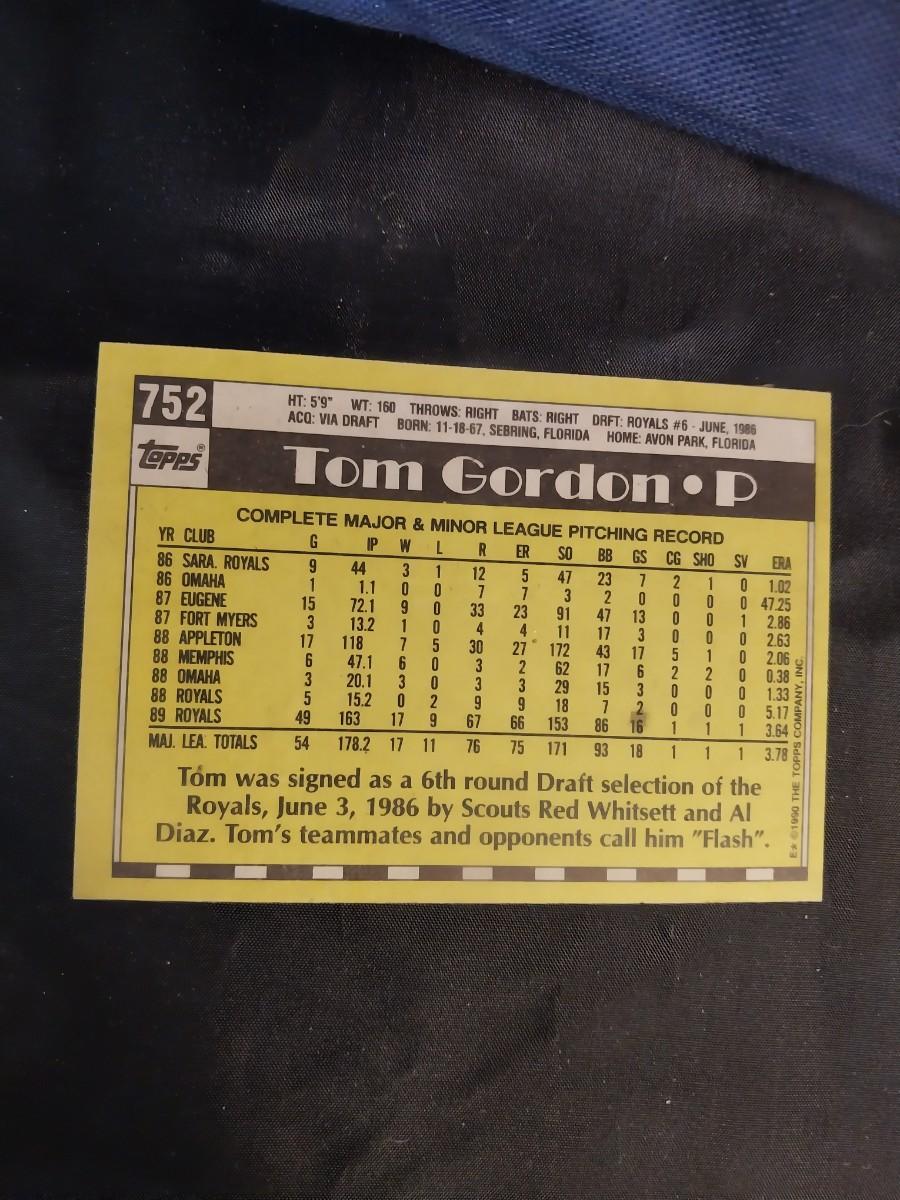 752
HT: 5'9" WT: 160 THROWS: RIGHT BATS: RIGHT DRFT: ROYALS #6 - JUNE, 1986
ACQ: VIA DRAFT BORN: 11-18-67, SEBRING, FLORIDA HOME: AVON PARK, FLORIDA
Topps®
Tom Gordon • P
COMPLETE MAJOR & MINOR LEAGUE PITCHING RECORD
YR CLUB G IP W L R ER SO BB GS CG SHO SV ERA
86 SARA. ROYALS 9 44 3 1 12 5 47 23 7 2 1 0 1.02
86 OMAHA 1 1.1 0 0 7 7 3 2 0 0 0 0 47.25
87 EUGENE 15 72.1 9 0 33 23 91 47 13 0 0 1 2.86
87 FORT MYERS 3 13.2 1 0 4 4 11 17 3 0 0 0 2.63
88 APPLETON 17 118 7 5 30 27 172 43 17 5 1 0 2.06
88 MEMPHIS 6 47.1 6 0 3 2 62 17 6 2 2 0 0.38
88 OMAHA 3 20.1 3 0 3 3 29 15 3 0 0 0 1.33
88 ROYALS 5 15.2 0 2 9 9 18 7 2 0 0 0 5.17
89 ROYALS 49 163 17 9 67 66 153 86 16 1 1 1 3.64
MAJ. LEA. TOTALS 54 178.2 17 11 76 75 171 93 18 1 1 1 3.78
Tom was signed as a 6th round Draft selection of the
Royals, June 3, 1986 by Scouts Red Whitsett and Al
Diaz. Tom's teammates and opponents call him "Flash".
E* ©1990 THE TOPPS COMPANY, INC.